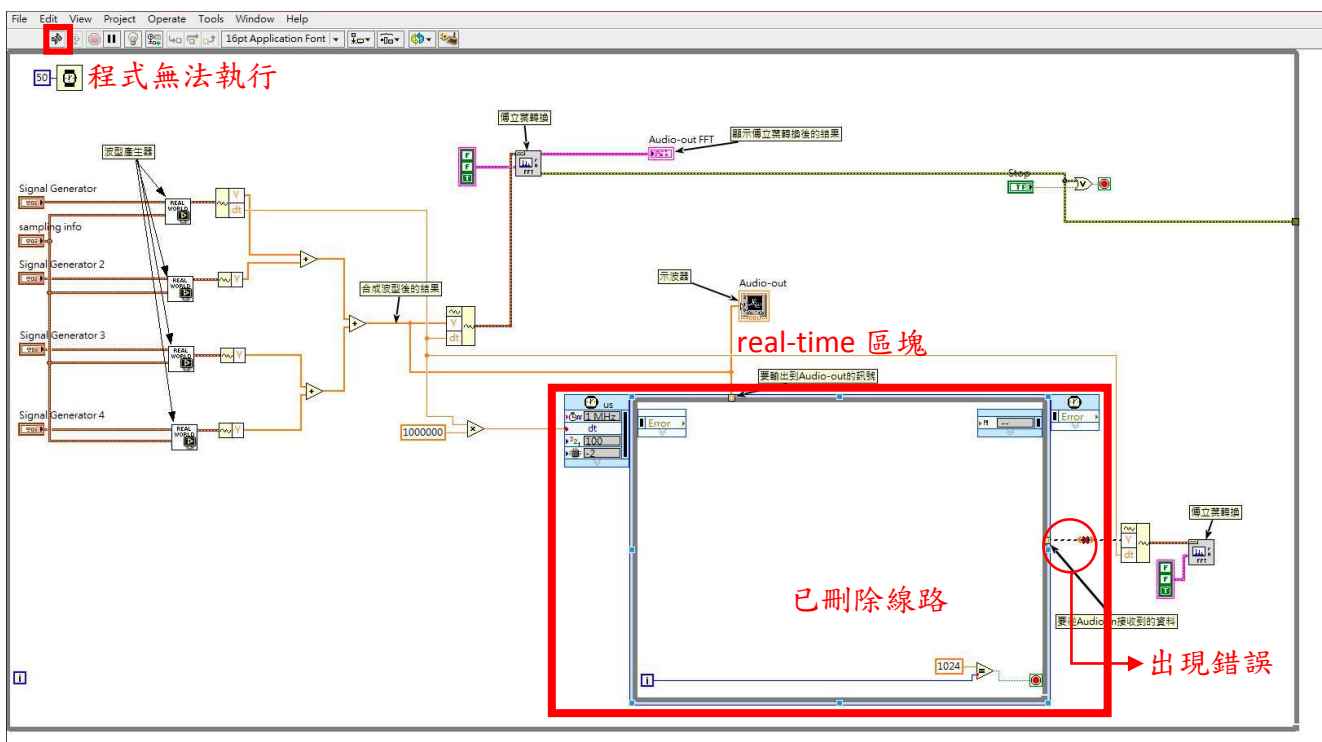 File Edit View Project Operate Tools Window Help
16pt Application Font
50
程式無法執行
傅立葉轉換
Audio-out FFT
顯示傅立葉轉換後的結果
波型產生器
F
F
T
FFT
Stop
TF
V
Signal Generator
REAL
WORLD
Y
dt
sampling info
Signal Generator 2
REAL
WORLD
Y
合成波型後的結果
示波器
Audio-out
DBL
Y
dt
real-time 區塊
Signal Generator 3
REAL
WORLD
Y
要輸出到Audio-out的訊號
us
1 MHz
dt
100
-2
Error
--
Error
Signal Generator 4
REAL
WORLD
Y
1000000
傅立葉轉換
Y
dt
FFT
F
F
T
已刪除線路
要從Audio-in接收到的資料
出現錯誤
1024
i
i